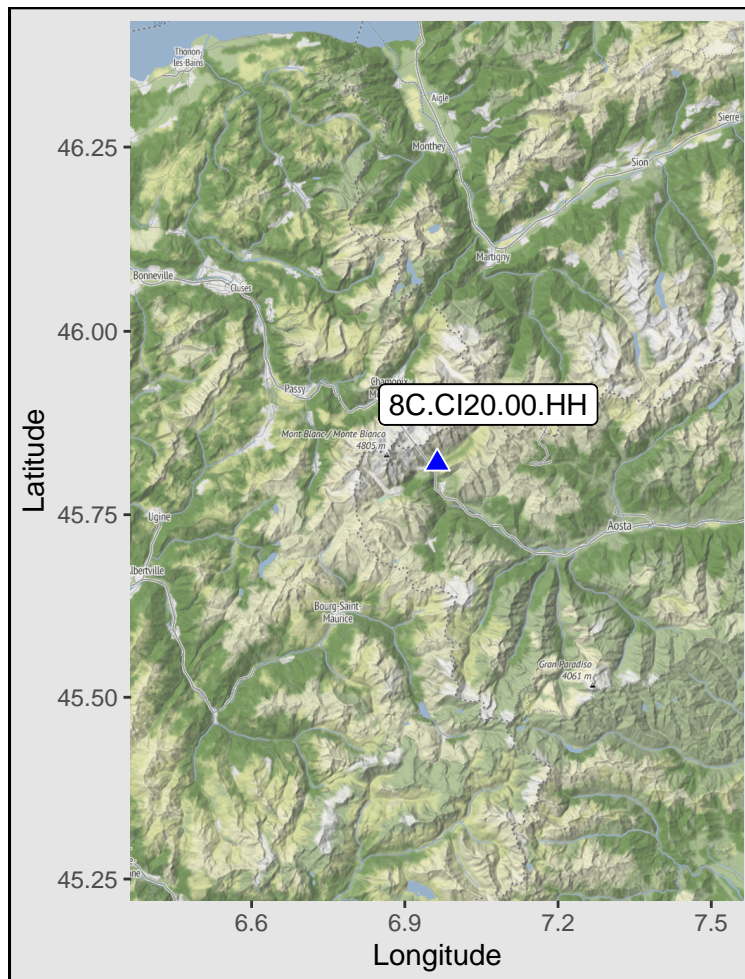 Thonon-
les-Bains
Aigle
Monthey
Sierre
Sion
Martigny
Bonneville
Cluses
Passy
Chamonix
8C.CI20.00.HH
Mont Blanc / Monte Bianco
4805 m
Ugine
Aosta
lbertville
Bourg-Saint-
Maurice
Gran Paradiso
4061 m
46.25
46.00
45.75
45.50
45.25
6.6
6.9
7.2
7.5
Longitude
Latitude